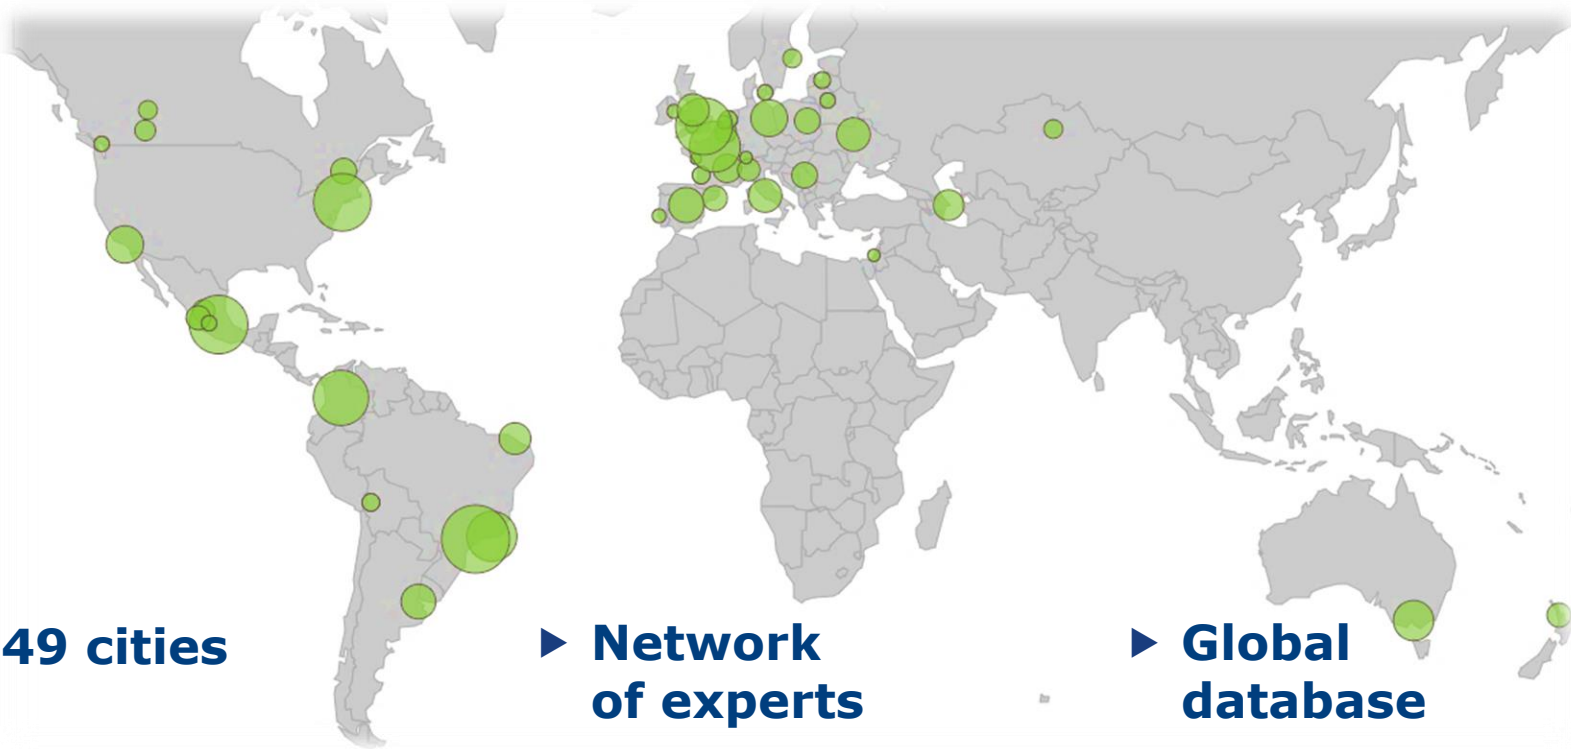 49 cities
▶ Network
of experts
▶ Global
database